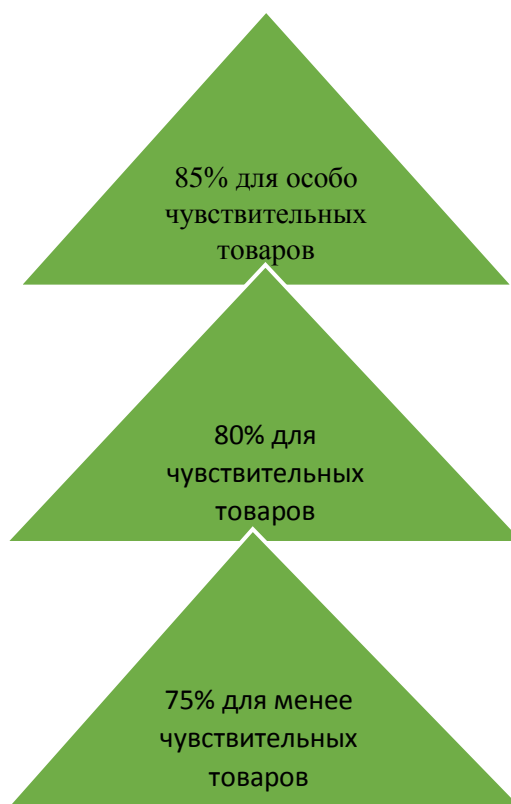 85% для особо
чувствительных
товаров
80% для
чувствительных
товаров
75% для менее
чувствительных
товаров